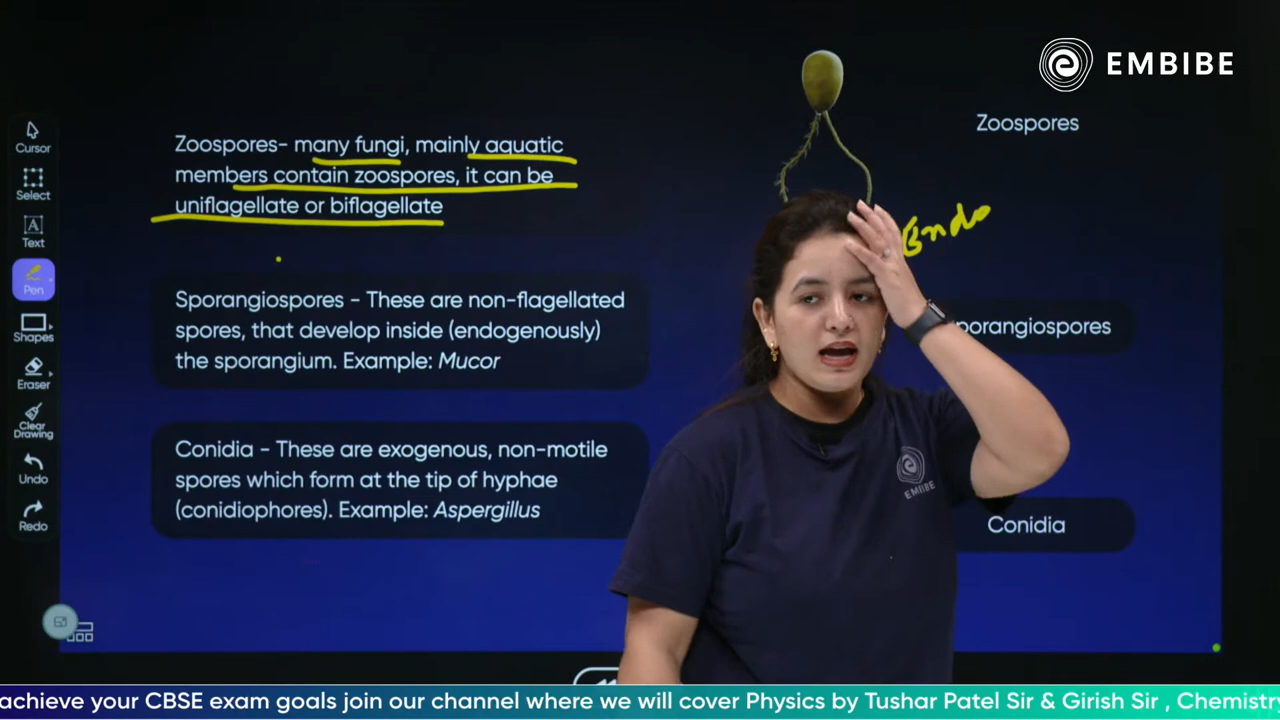 EMBIBE
Cursor
Select
Text
Pen
Shapes
Eraser
Clear
Drawing
Undo
Redo
Zoospores- many fungi, mainly aquatic
members contain zoospores, it can be
uniflagellate or biflagellate
Sporangiospores - These are non-flagellated
spores, that develop inside (endogenously)
the sporangium. Example: Mucor
Conidia - These are exogenous, non-motile
spores which form at the tip of hyphae
(conidiophores). Example: Aspergillus
Zoospores
Endo
porangiospores
Conidia
EMBIBE
achieve your CBSE exam goals join our channel where we will cover Physics by Tushar Patel Sir & Girish Sir , Chemistry